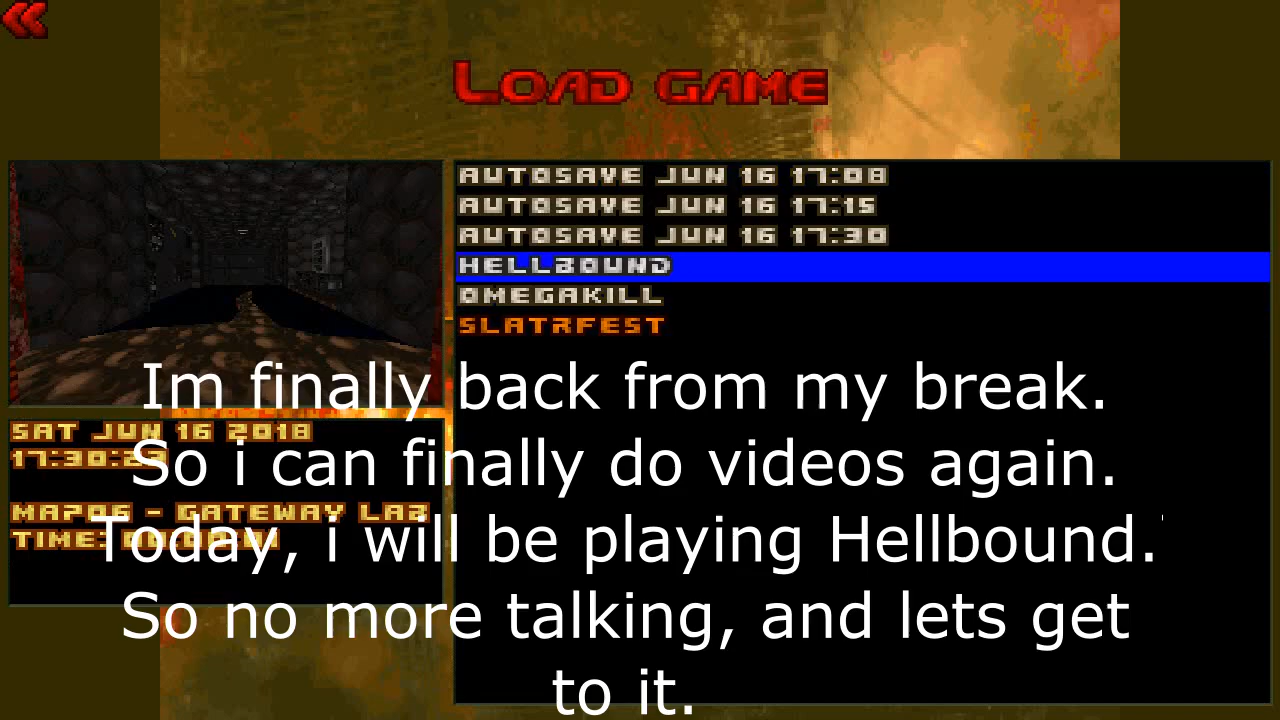 LOAD GAME
AUTOSAVE JUN 16 17:08
AUTOSAVE JUN 16 17:15
AUTOSAVE JUN 16 17:30
HELLBOUND
OMEGAKILL
SLATRFEST
SAT JUN 16 2018
MAP06 - GATEWAY LAB
TIME:
Im finally back from my break.
So i can finally do videos again.
Today, i will be playing Hellbound.
So no more talking, and lets get
to it.